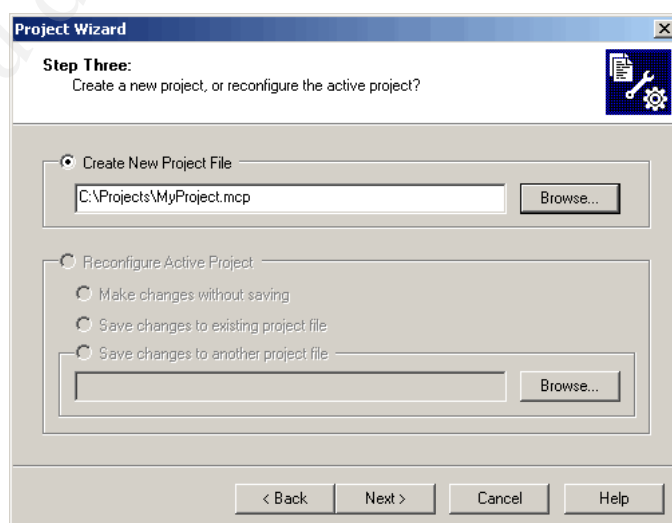 Project Wizard
Step Three:
Create a new project, or reconfigure the active project?
Create New Project File
C:\Projects\MyProject.mcp
Browse...
Reconfigure Active Project
Make changes without saving
Save changes to existing project file
Save changes to another project file
Browse...
< Back Next > Cancel Help